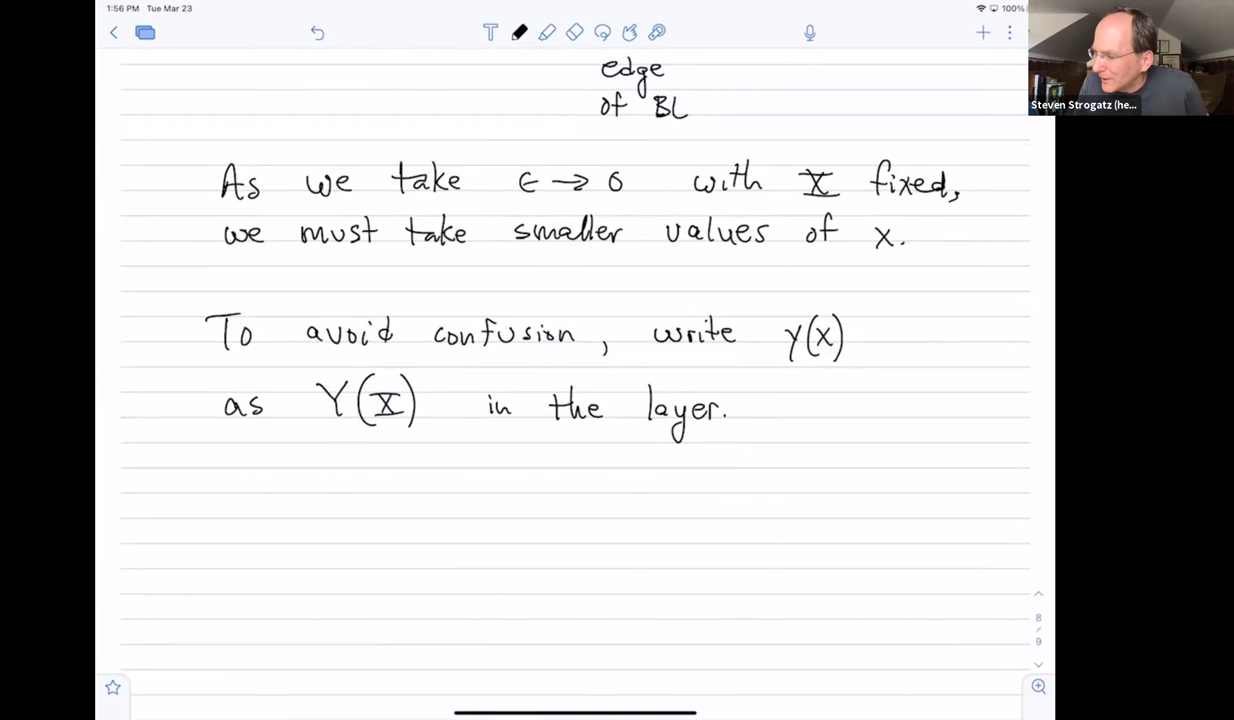 1:56 PM Tue Mar 23
100%
T
edge
of BL
Steven Strogatz (he...
As we take ϵ → 0 with X fixed,
we must take smaller values of x.
To avoid confusion, write y(x)
as Y(X) in the layer.
8
/
9